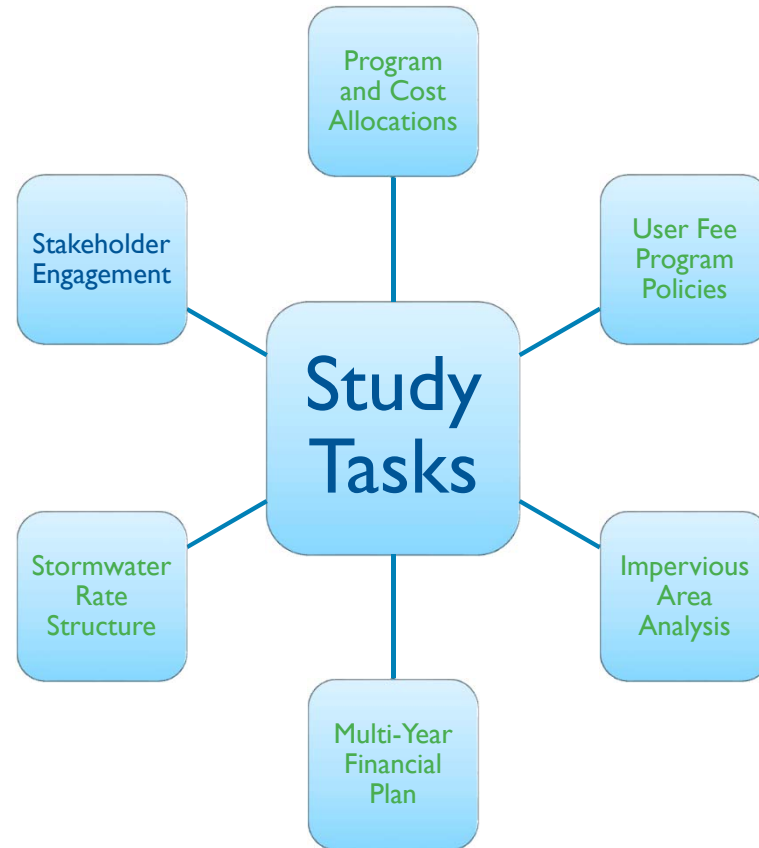 Program
and Cost
Allocations
Stakeholder
Engagement
User Fee
Program
Policies
Study
Tasks
Stormwater
Rate
Structure
Impervious
Area
Analysis
Multi-Year
Financial
Plan